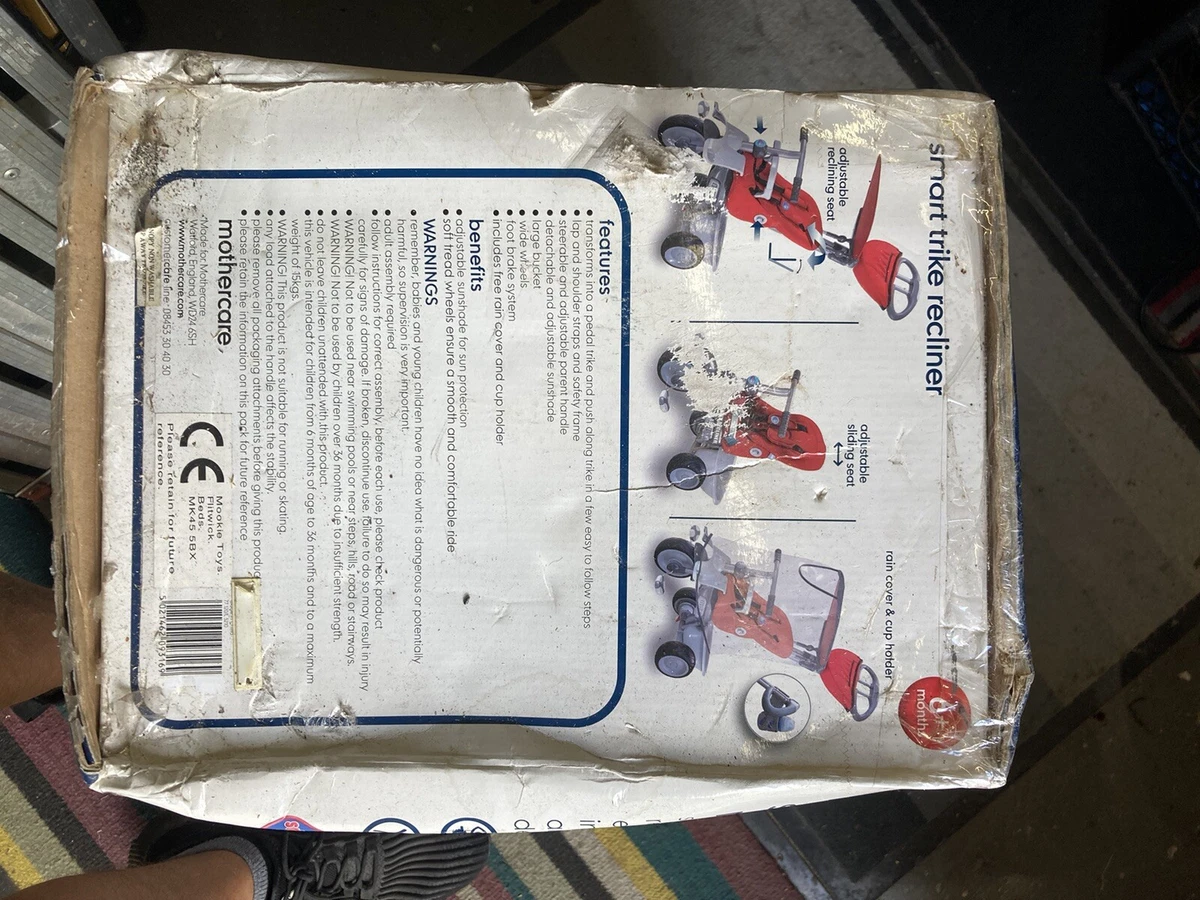 smart trike recliner
adjustable
reclining seat
adjustable
sliding seat
rain cover & cup holder
6+
months
features
• transforms into a pedal trike and push along trike in a few easy to follow steps
• lap and shoulder straps and safety frame
• steerable and adjustable parent handle
• detachable and adjustable sunshade
• large bucket
• wide wheels
• foot brake system
• includes free rain cover and cup holder
benefits
• adjustable sunshade for sun protection
• soft tread wheels ensure a smooth and comfortable ride
WARNINGS
• remember, babies and young children have no idea what is dangerous or potentially
harmful, so supervision is very important.
• adult assembly required
• follow instructions for correct assembly, before each use, please check product
carefully for signs of damage. If broken, discontinue use, failure to do so may result in injury
• WARNING! Not to be used near swimming pools or near steps, hills, road or stairways.
• WARNING! Not to be used by children over 36 months due to insufficient strength.
• do not leave children unattended with this product.
• this vehicle is intended for children from 6 months of age to 36 months and to a maximum
weight of 15kgs.
• WARNING! This product is not suitable for running or skating.
• any load attached to the handle affects the stability.
• please remove all packaging attachments before giving this produc
• please retain the information on this pack for future reference
mothercare
Made for Mothercare
Watford, England, WD24 6SH
www.mothercare.com
customer care line: 08453 30 40 30
CE
Mookie Toys
Flitwick
Beds.
MK45 5BX
Please retain for future
reference.
5 021462 093169